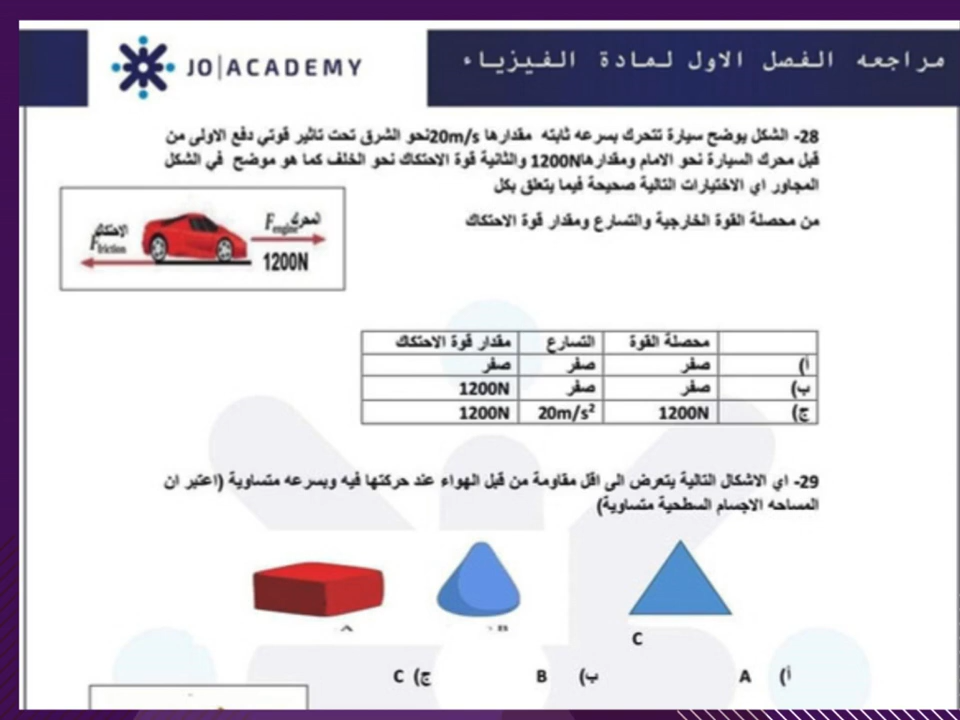 JO|ACADEMY
مراجعه الفصل الاول لمادة الفيزياء
28- الشكل يوضح سيارة تتحرك بسرعه ثابته مقدارها 20m/sنحو الشرق تحت تاثير قوتي دفع الاولى من
قبل محرك السيارة نحو الامام ومقدارها1200N والثانية قوة الاحتكاك نحو الخلف كما هو موضح في الشكل
المجاور اي الاختيارات التالية صحيحة فيما يتعلق بكل
من محصلة القوة الخارجية والتسارع ومقدار قوة الاحتكاك
المحرك Fengine
الاحتكاك Ffriction
1200N
محصلة القوة التسارع مقدار قوة الاحتكاك
أ) صفر صفر صفر
ب) صفر صفر 1200N
ج) 1200N 20m/s² 1200N
29- اي الاشكال التالية يتعرض الى اقل مقاومة من قبل الهواء عند حركتها فيه وبسرعه متساوية (اعتبر ان
المساحه الاجسام السطحية متساوية)
C
أ) A ب) B ج) C